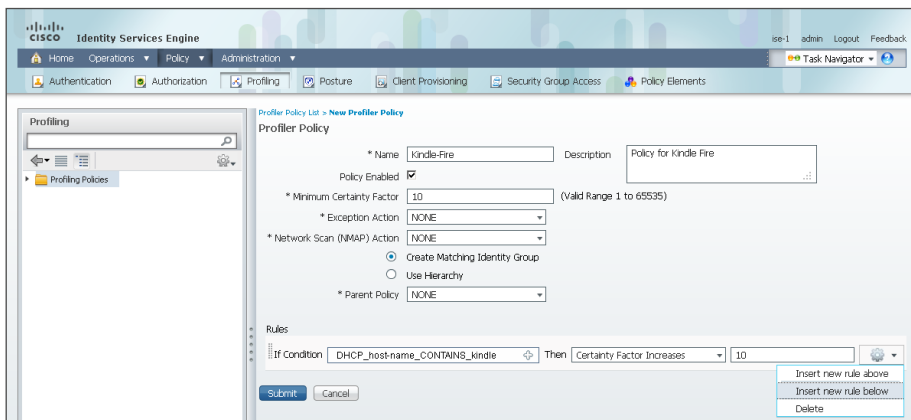 CISCO Identity Services Engine
ise-1 admin Logout Feedback
Home Operations ▼ Policy ▼ Administration ▼
Task Navigator ▼
Authentication Authorization Profiling Posture Client Provisioning Security Group Access Policy Elements
Profiling
Profiling Policies
Profiler Policy List > New Profiler Policy
Profiler Policy
* Name Kindle-Fire Description Policy for Kindle Fire
Policy Enabled
* Minimum Certainty Factor 10 (Valid Range 1 to 65535)
* Exception Action NONE
* Network Scan (NMAP) Action NONE
Create Matching Identity Group
Use Hierarchy
* Parent Policy NONE
Rules
If Condition DHCP_host-name_CONTAINS_kindle Then Certainty Factor Increases 10
Insert new rule above
Insert new rule below
Delete
Submit Cancel